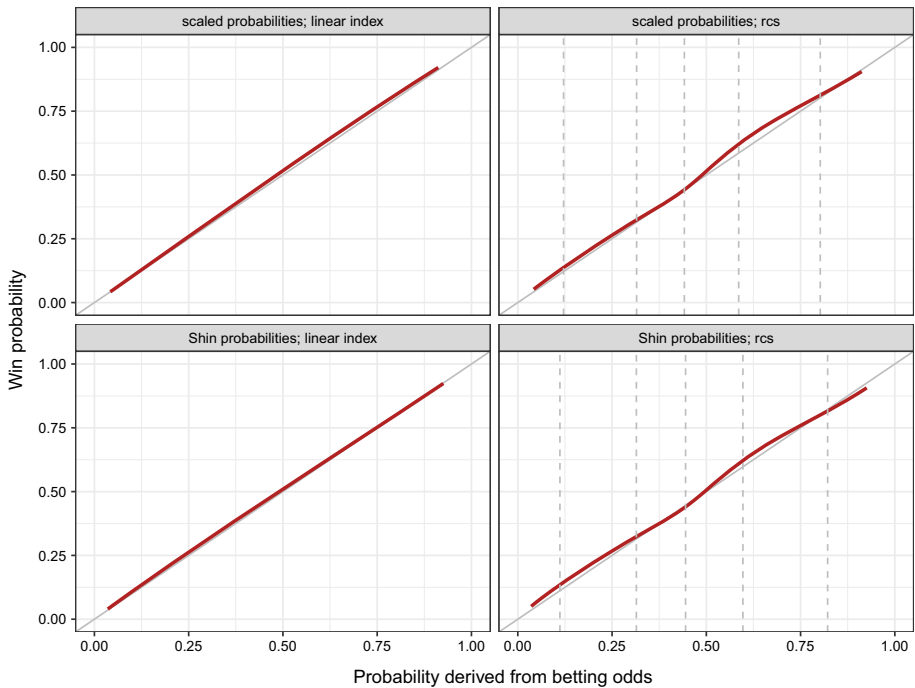 scaled probabilities; linear index
scaled probabilities; rcs
1.00
0.75
0.50
0.25
0.00
Shin probabilities; linear index
Shin probabilities; rcs
1.00
0.75
0.50
0.25
0.00
Win probability
0.00 0.25 0.50 0.75 1.00
0.00 0.25 0.50 0.75 1.00
Probability derived from betting odds